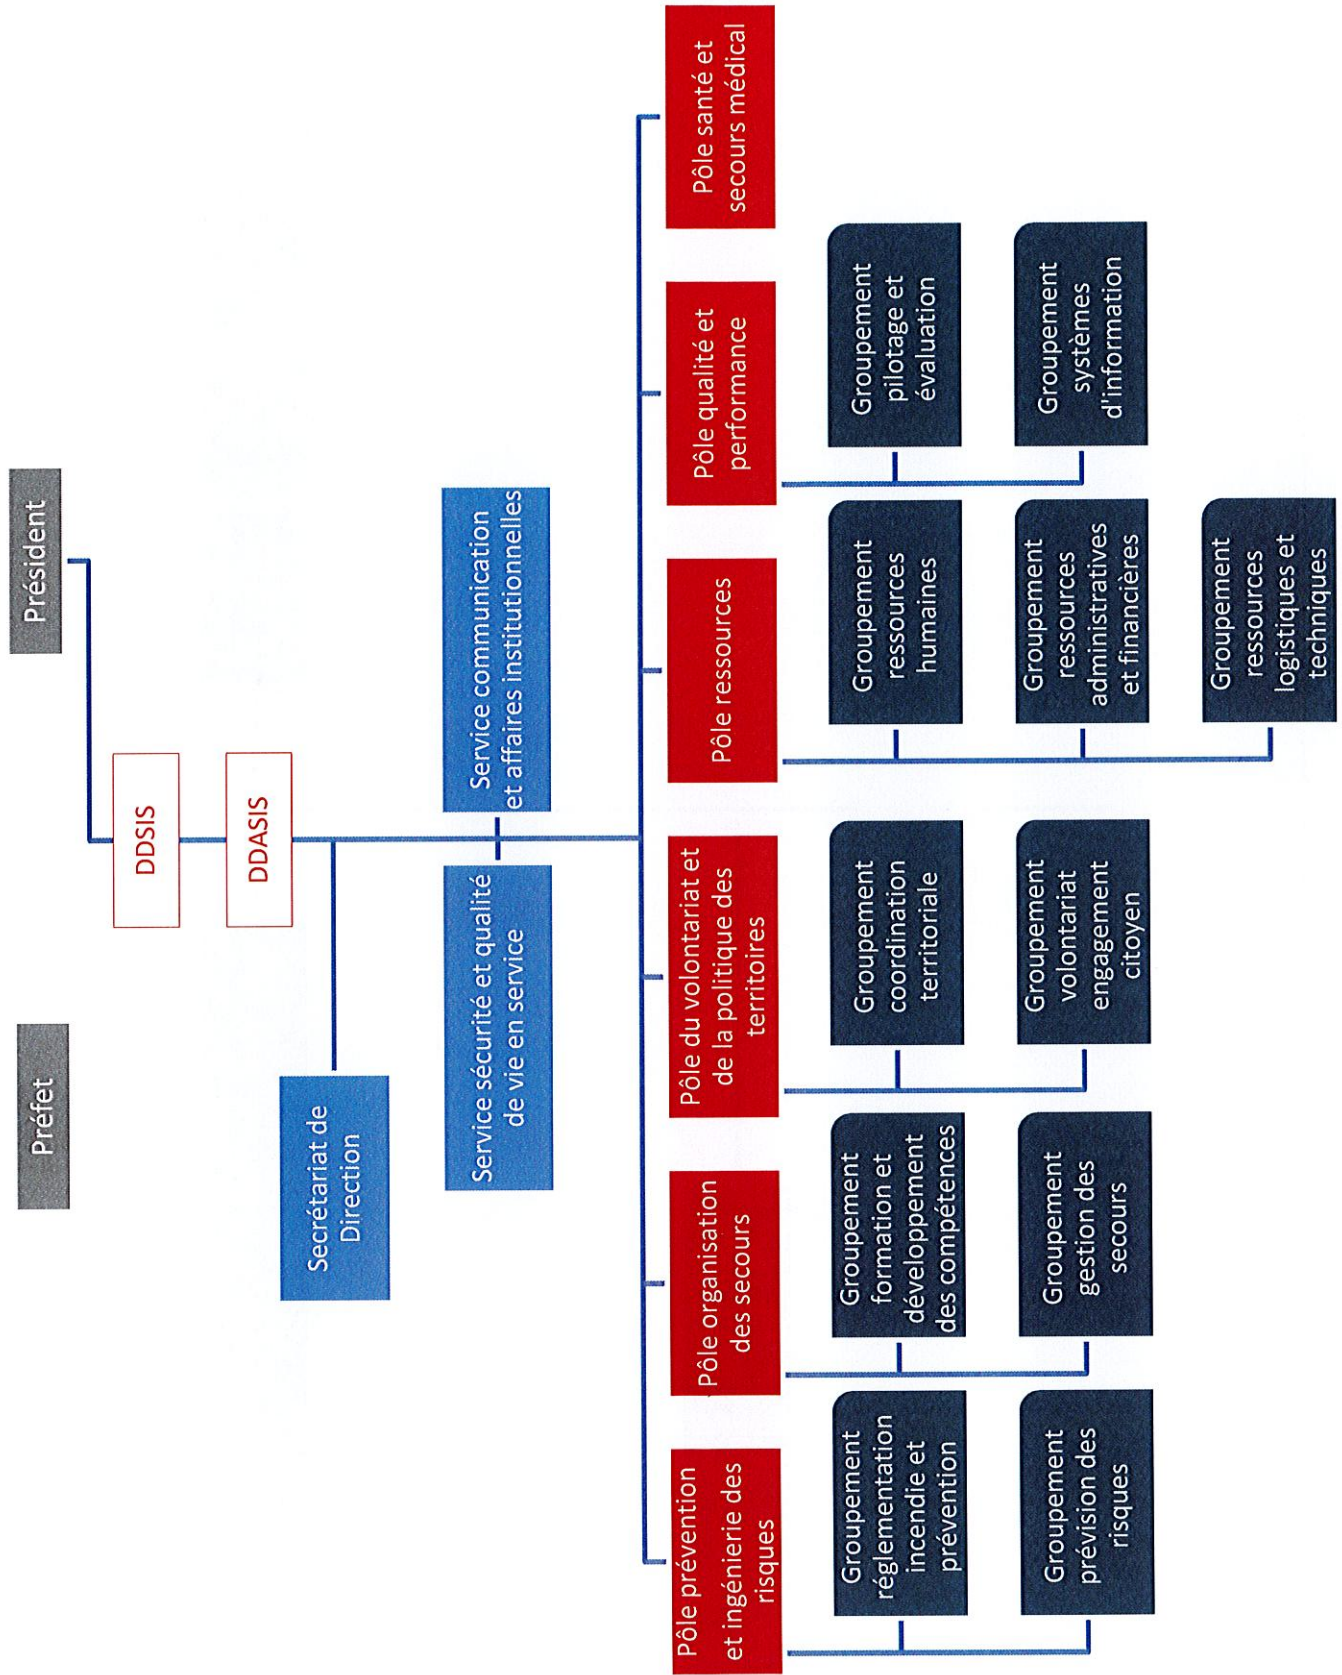 Préfet
Président
DDSIS
DDASIS
Secrétariat de
Direction
Service sécurité et qualité
de vie en service
Service communication
et affaires institutionnelles
Pôle prévention
et ingénierie des
risques
Groupement
réglementation
incendie et
prévention
Groupement
prévision des
risques
Pôle organisation
des secours
Groupement
formation et
développement
des compétences
Groupement
gestion des
secours
Pôle du volontariat et
de la politique des
territoires
Groupement
coordination
territoriale
Groupement
volontariat
engagement
citoyen
Pôle ressources
Groupement
ressources
humaines
Groupement
ressources
administratives
et financières
Groupement
ressources
logistiques et
techniques
Pôle qualité et
performance
Groupement
pilotage et
évaluation
Groupement
systèmes
d'information
Pôle santé et
secours médical